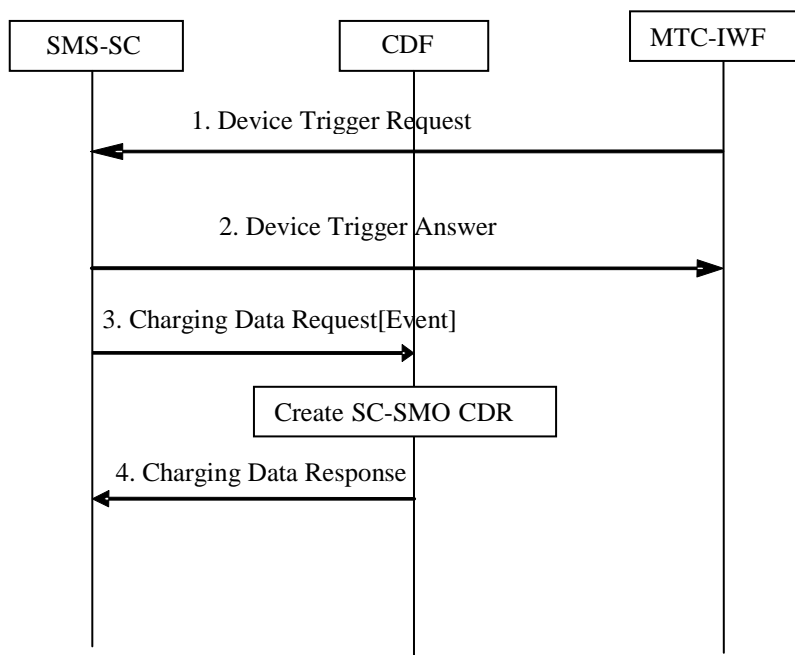 SMS-SC
CDF
MTC-IWF
1. Device Trigger Request
2. Device Trigger Answer
3. Charging Data Request[Event]
Create SC-SMO CDR
4. Charging Data Response